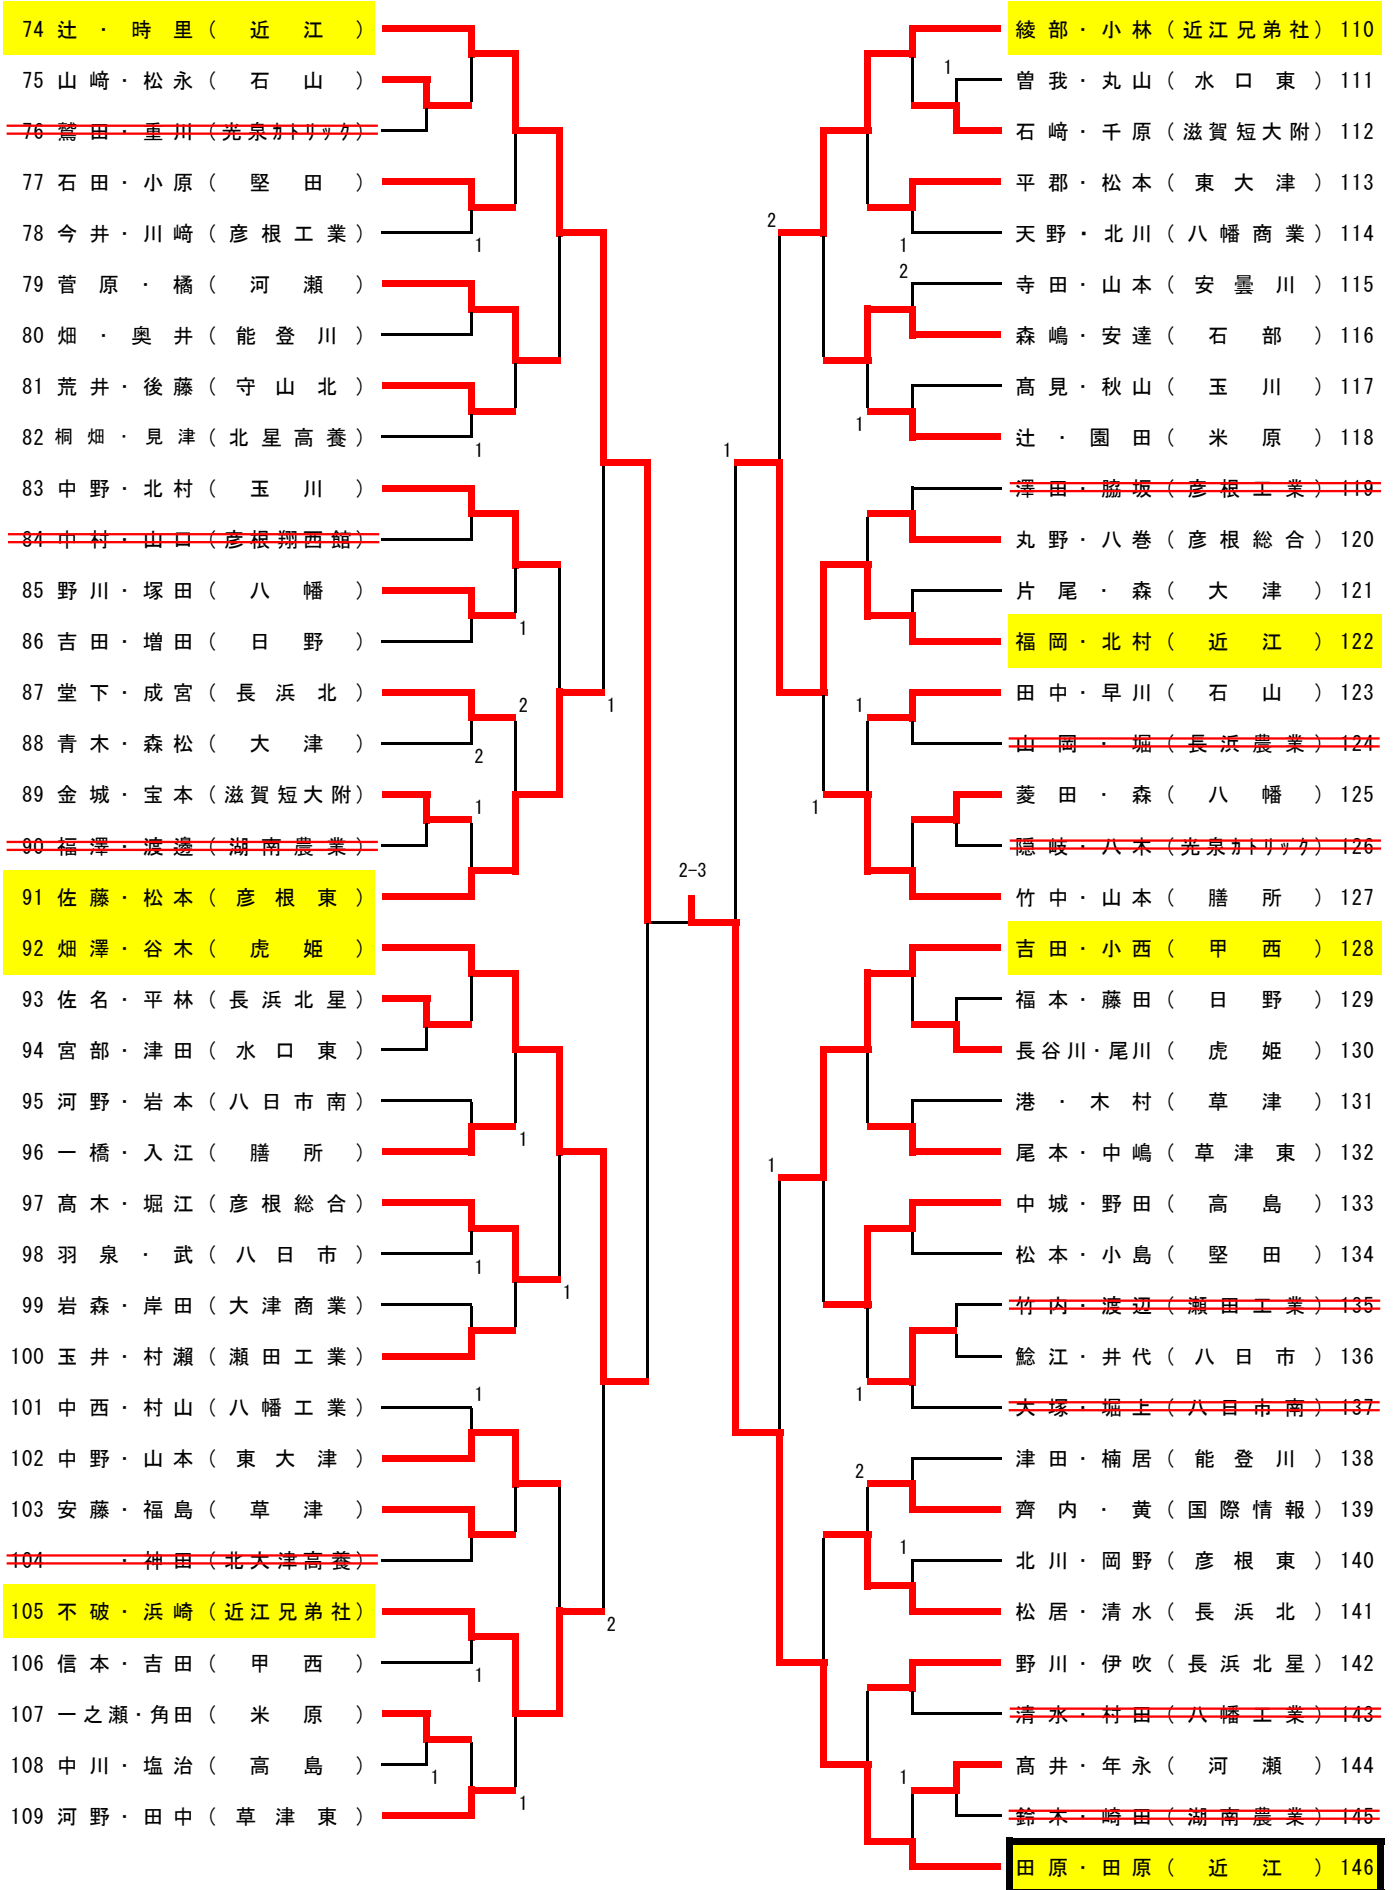 74 辻・時里（近江）
75 山﨑・松永（石山）
76 鷲田・重川（光泉カトリック）
77 石田・小原（堅田）
78 今井・川﨑（彦根工業）
1
79 菅原・橘（河瀬）
80 畑・奥井（能登川）
81 荒井・後藤（守山北）
82 桐畑・見津（北星高養）
1
83 中野・北村（玉川）
84 中村・山口（彦根翔西館）
85 野川・塚田（八幡）
1
86 吉田・増田（日野）
87 堂下・成宮（長浜北）
2
1
88 青木・森松（大津）
2
89 金城・宝本（滋賀短大附）
1
90 福澤・渡邊（湖南農業）
91 佐藤・松本（彦根東）
92 畑澤・谷木（虎姫）
93 佐名・平林（長浜北星）
94 宮部・津田（水口東）
95 河野・岩本（八日市南）
1
96 一橋・入江（膳所）
97 髙木・堀江（彦根総合）
98 羽泉・武（八日市）
1
1
99 岩森・岸田（大津商業）
100 玉井・村瀬（瀬田工業）
1
101 中西・村山（八幡工業）
102 中野・山本（東大津）
103 安藤・福島（草津）
104 ・神田（北大津高養）
105 不破・浜崎（近江兄弟社）
2
106 信本・吉田（甲西）
1
107 一之瀬・角田（米原）
108 中川・塩治（高島）
1
1
109 河野・田中（草津東）
2-3
綾部・小林（近江兄弟社）110
1
曽我・丸山（水口東）111
石﨑・千原（滋賀短大附）112
平郡・松本（東大津）113
2
天野・北川（八幡商業）114
1
2
寺田・山本（安曇川）115
森嶋・安達（石部）116
髙見・秋山（玉川）117
1
辻・園田（米原）118
1
澤田・脇坂（彦根工業）119
丸野・八巻（彦根総合）120
片尾・森（大津）121
福岡・北村（近江）122
田中・早川（石山）123
1
山岡・堀（長浜農業）124
菱田・森（八幡）125
1
隠岐・八木（光泉カトリック）126
竹中・山本（膳所）127
吉田・小西（甲西）128
福本・藤田（日野）129
長谷川・尾川（虎姫）130
港・木村（草津）131
尾本・中嶋（草津東）132
1
中城・野田（高島）133
松本・小島（堅田）134
竹内・渡辺（瀬田工業）135
鯰江・井代（八日市）136
1
大塚・堀上（八日市南）137
津田・楠居（能登川）138
2
齊内・黄（国際情報）139
1
北川・岡野（彦根東）140
松居・清水（長浜北）141
野川・伊吹（長浜北星）142
清水・村田（八幡工業）143
髙井・年永（河瀬）144
1
鈴木・崎田（湖南農業）145
田原・田原（近江）146